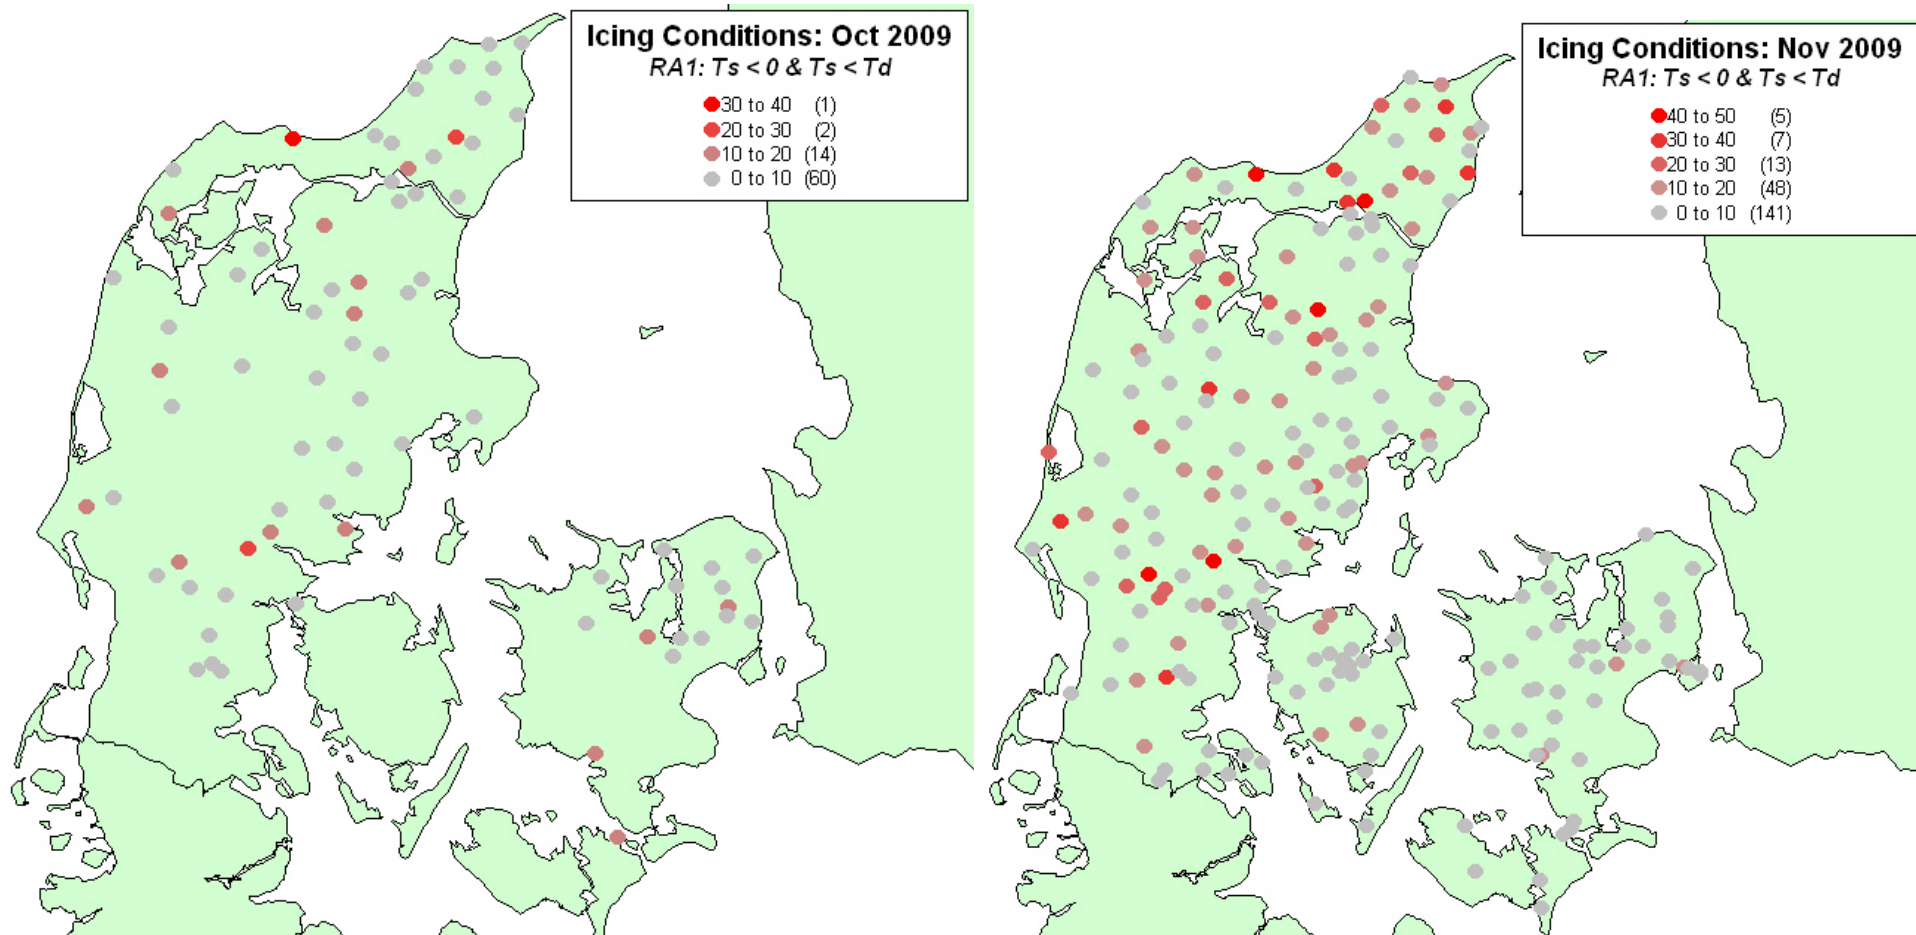 Icing Conditions: Oct 2009
RA1: Ts < 0 & Ts < Td
30 to 40 (1)
20 to 30 (2)
10 to 20 (14)
0 to 10 (60)
Icing Conditions: Nov 2009
RA1: Ts < 0 & Ts < Td
40 to 50 (5)
30 to 40 (7)
20 to 30 (13)
10 to 20 (48)
0 to 10 (141)